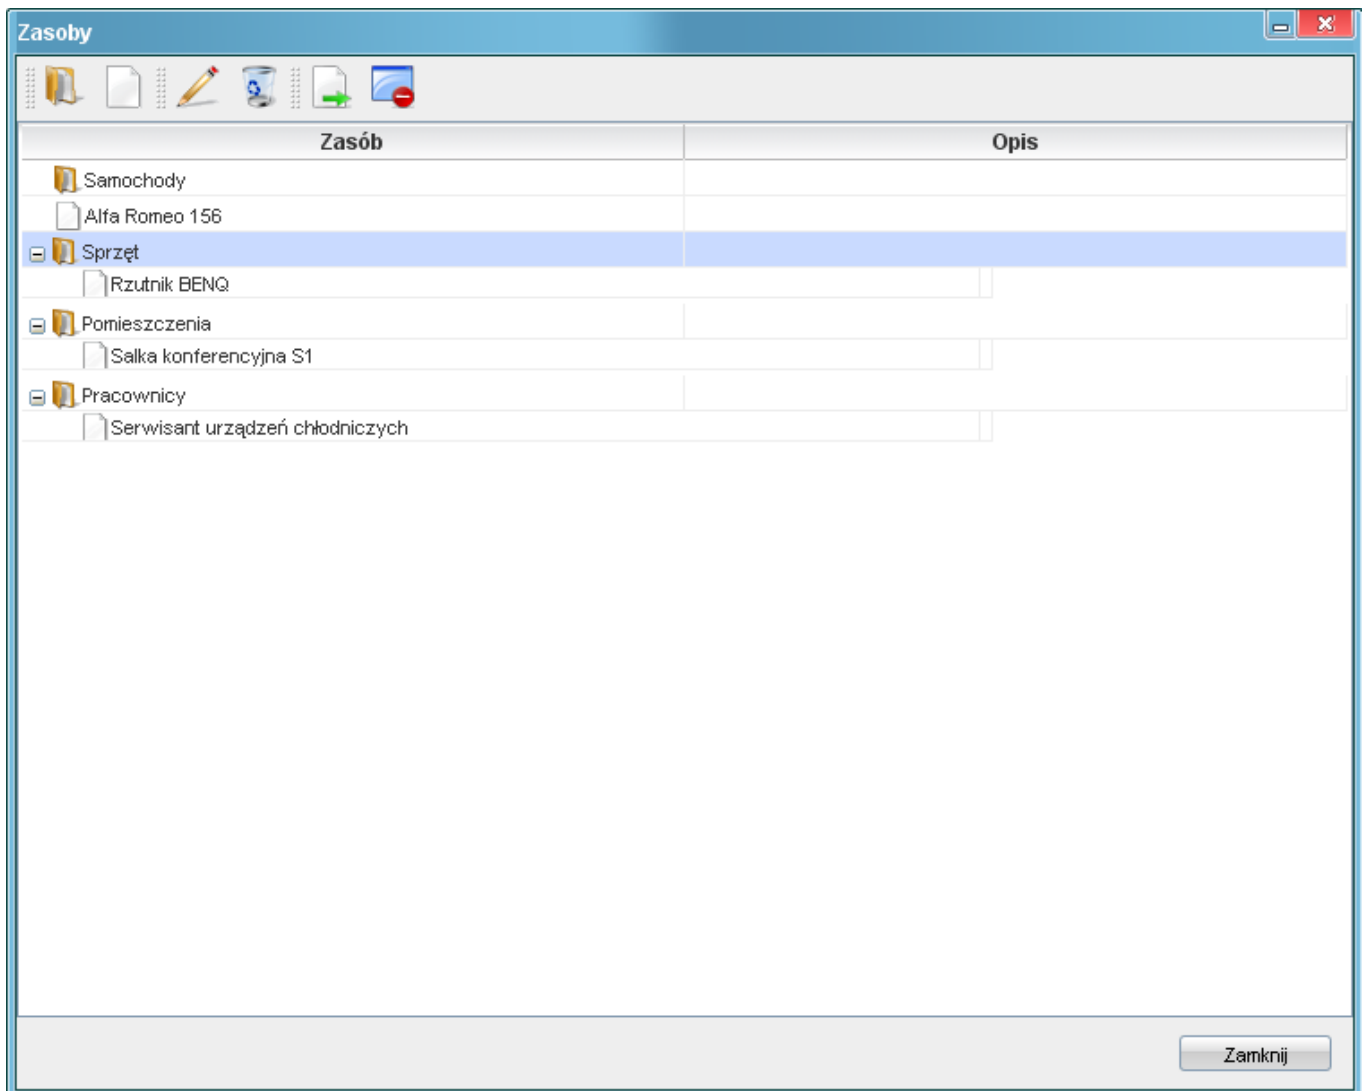 Zasoby
Zasób Opis
Samochody
Alfa Romeo 156
Sprzęt
Rzutnik BENQ
Pomieszczenia
Salka konferencyjna S1
Pracownicy
Serwisant urządzeń chłodniczych
Zamknij